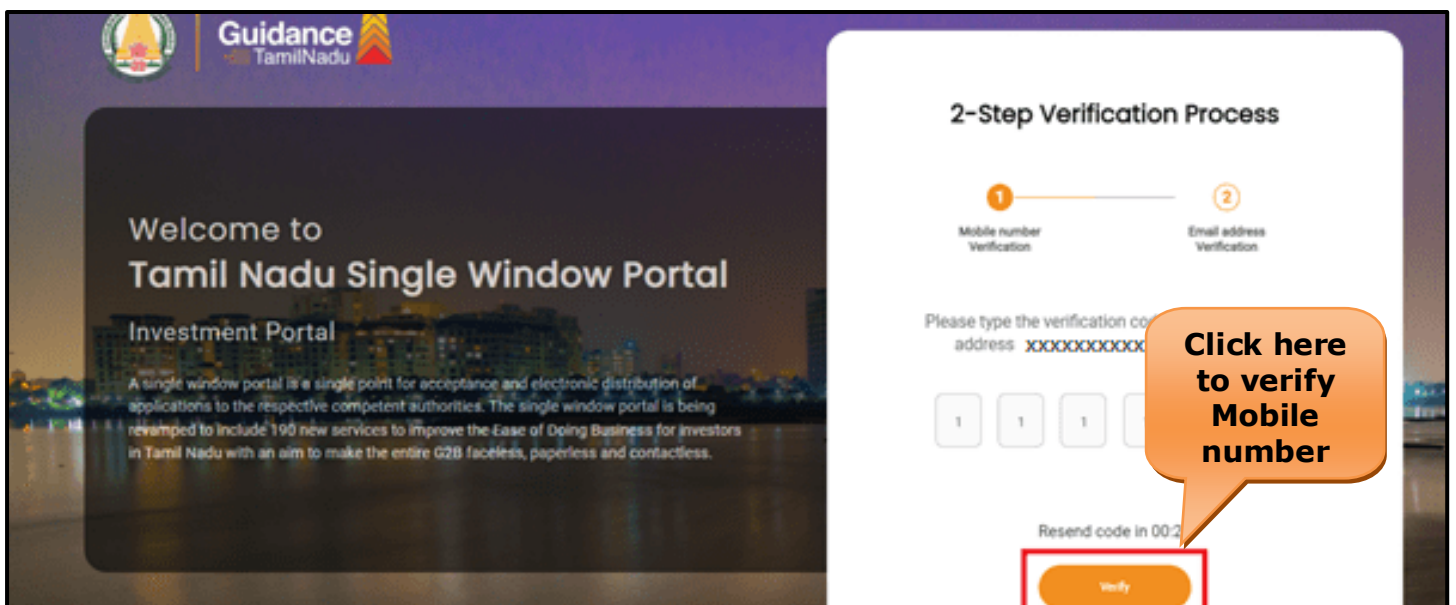 Guidance
TamilNadu
Welcome to
Tamil Nadu Single Window Portal
Investment Portal
A single window portal is a single point for acceptance and electronic distribution of
applications to the respective competent authorities. The single window portal is being
revamped to include 190 new services to improve the Ease of Doing Business for investors
in Tamil Nadu with an aim to make the entire G2B faceless, paperless and contactless.
2-Step Verification Process
1
2
Mobile number
Verification
Email address
Verification
Please type the verification
address xxxxxxxxxx
1 1 1
Resend code in 00:2
Verify
Click here
to verify
Mobile
number